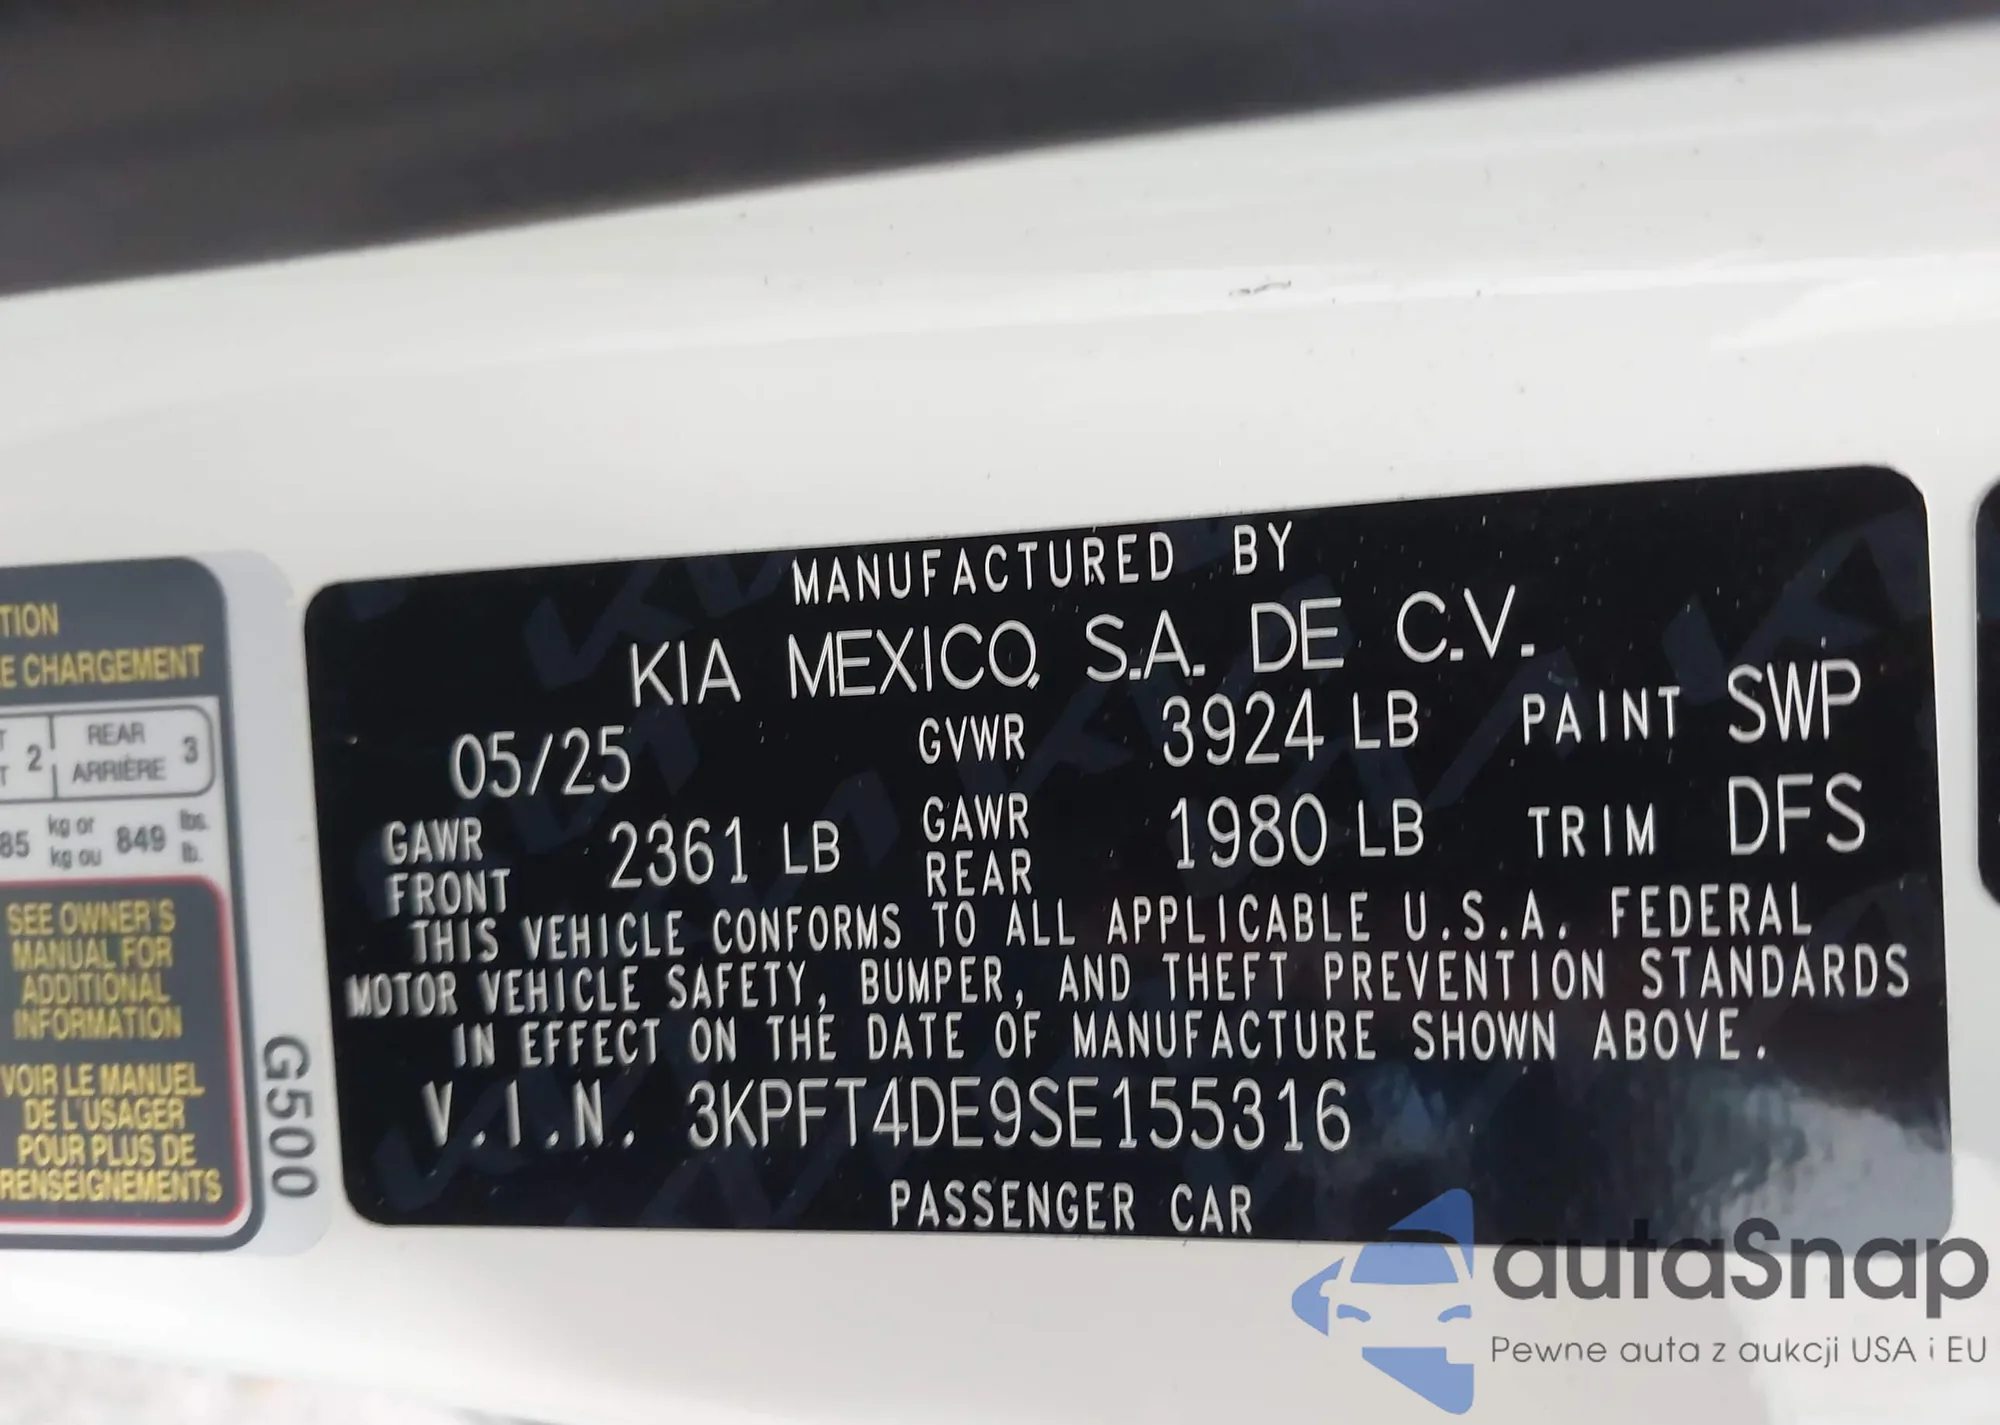 TION
E CHARGEMENT
T 2 REAR 3
T ARRIÈRE
85 kg or 849 lbs.
kg ou lb.
SEE OWNER'S
MANUAL FOR
ADDITIONAL
INFORMATION
VOIR LE MANUEL
DE L'USAGER
POUR PLUS DE
RENSEIGNEMENTS
G500
MANUFACTURED BY
KIA MEXICO, S.A. DE C.V.
05/25 GVWR 3924 LB PAINT SWP
GAWR FRONT 2361 LB GAWR REAR 1980 LB TRIM DFS
THIS VEHICLE CONFORMS TO ALL APPLICABLE U.S.A. FEDERAL
MOTOR VEHICLE SAFETY, BUMPER, AND THEFT PREVENTION STANDARDS
IN EFFECT ON THE DATE OF MANUFACTURE SHOWN ABOVE.
V.I.N. 3KPFT4DE9SE155316
PASSENGER CAR
autaSnap
Pewne auta z aukcji USA i EU